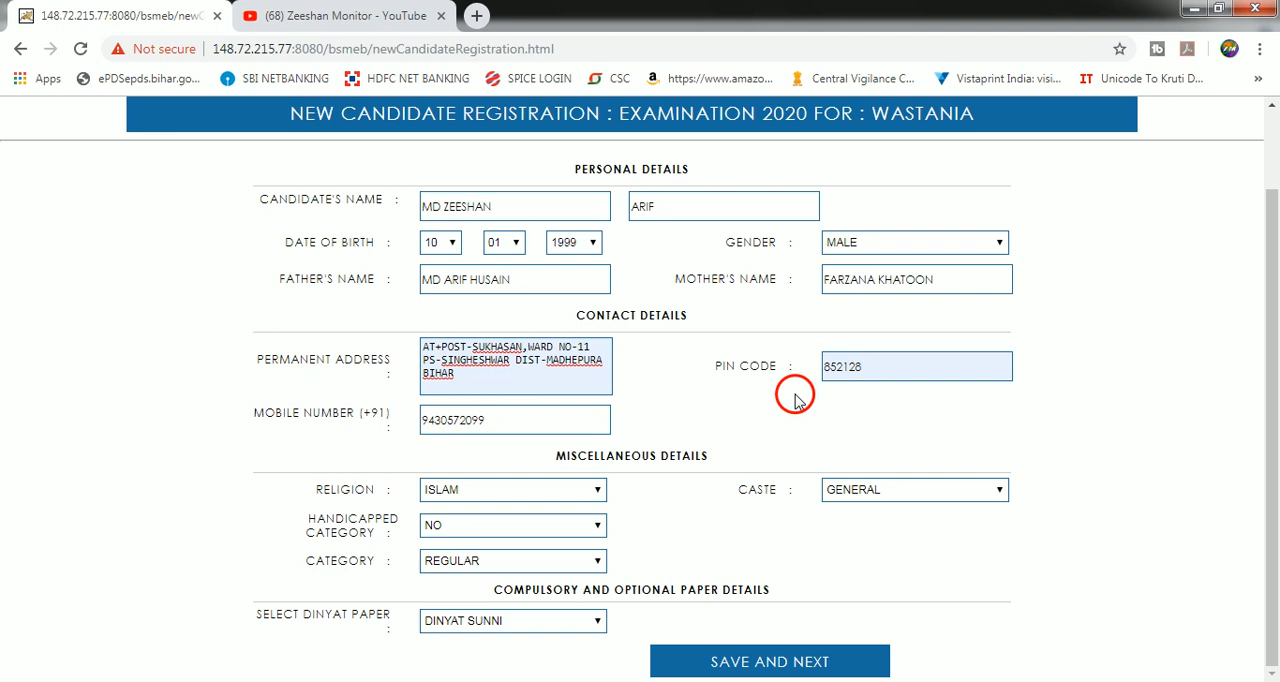 148.72.215.77:8080/bsmeb/newC
(68) Zeeshan Monitor - YouTube
Not secure
148.72.215.77:8080/bsmeb/newCandidateRegistration.html
Apps
ePDSepds.bihar.go...
SBI NETBANKING
HDFC NET BANKING
SPICE LOGIN
CSC
https://www.amazo...
Central Vigilance C...
Vistaprint India: visi...
IT Unicode To Kruti D...
»
NEW CANDIDATE REGISTRATION : EXAMINATION 2020 FOR : WASTANIA
PERSONAL DETAILS
CANDIDATE'S NAME : MD ZEESHAN ARIF
DATE OF BIRTH : 10 01 1999 GENDER : MALE
FATHER'S NAME : MD ARIF HUSAIN MOTHER'S NAME : FARZANA KHATOON
CONTACT DETAILS
PERMANENT ADDRESS :
AT+POST-SUKHASAN,WARD NO-11
PS-SINGHESHWAR DIST-MADHEPURA
BIHAR
PIN CODE : 852128
MOBILE NUMBER (+91) : 9430572099
MISCELLANEOUS DETAILS
RELIGION : ISLAM CASTE : GENERAL
HANDICAPPED
CATEGORY : NO
CATEGORY : REGULAR
COMPULSORY AND OPTIONAL PAPER DETAILS
SELECT DINYAT PAPER : DINYAT SUNNI
SAVE AND NEXT